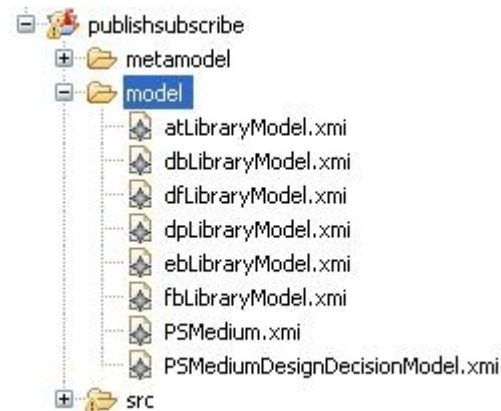 publishsubscribe
metamodel
model
atLibraryModel.xmi
dbLibraryModel.xmi
dfLibraryModel.xmi
dpLibraryModel.xmi
ebLibraryModel.xmi
fbLibraryModel.xmi
PSMedium.xmi
PSMediumDesignDecisionModel.xmi
src